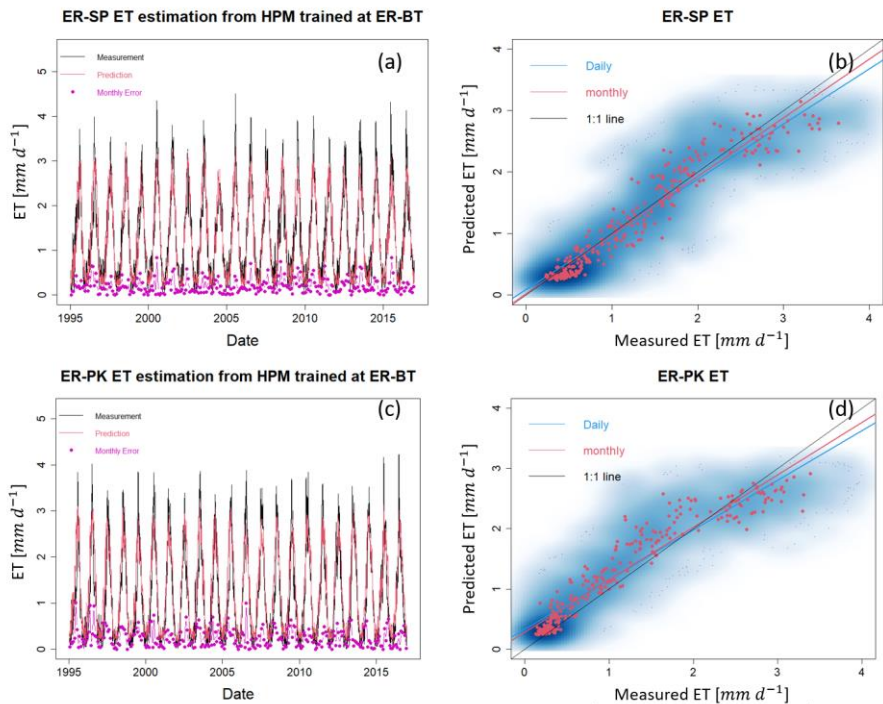 ER-SP ET estimation from HPM trained at ER-BT
(a)
Measurement
Prediction
Monthly Error
ET [mm d⁻¹]
5
4
3
2
1
0
1995 2000 2005 2010 2015
Date
ER-SP ET
(b)
Daily
monthly
1:1 line
Predicted ET [mm d⁻¹]
4
3
2
1
0
0 1 2 3 4
Measured ET [mm d⁻¹]
ER-PK ET estimation from HPM trained at ER-BT
(c)
Measurement
Prediction
Monthly Error
ET [mm d⁻¹]
5
4
3
2
1
0
1995 2000 2005 2010 2015
Date
ER-PK ET
(d)
Daily
monthly
1:1 line
Predicted ET [mm d⁻¹]
4
3
2
1
0
0 1 2 3 4
Measured ET [mm d⁻¹]